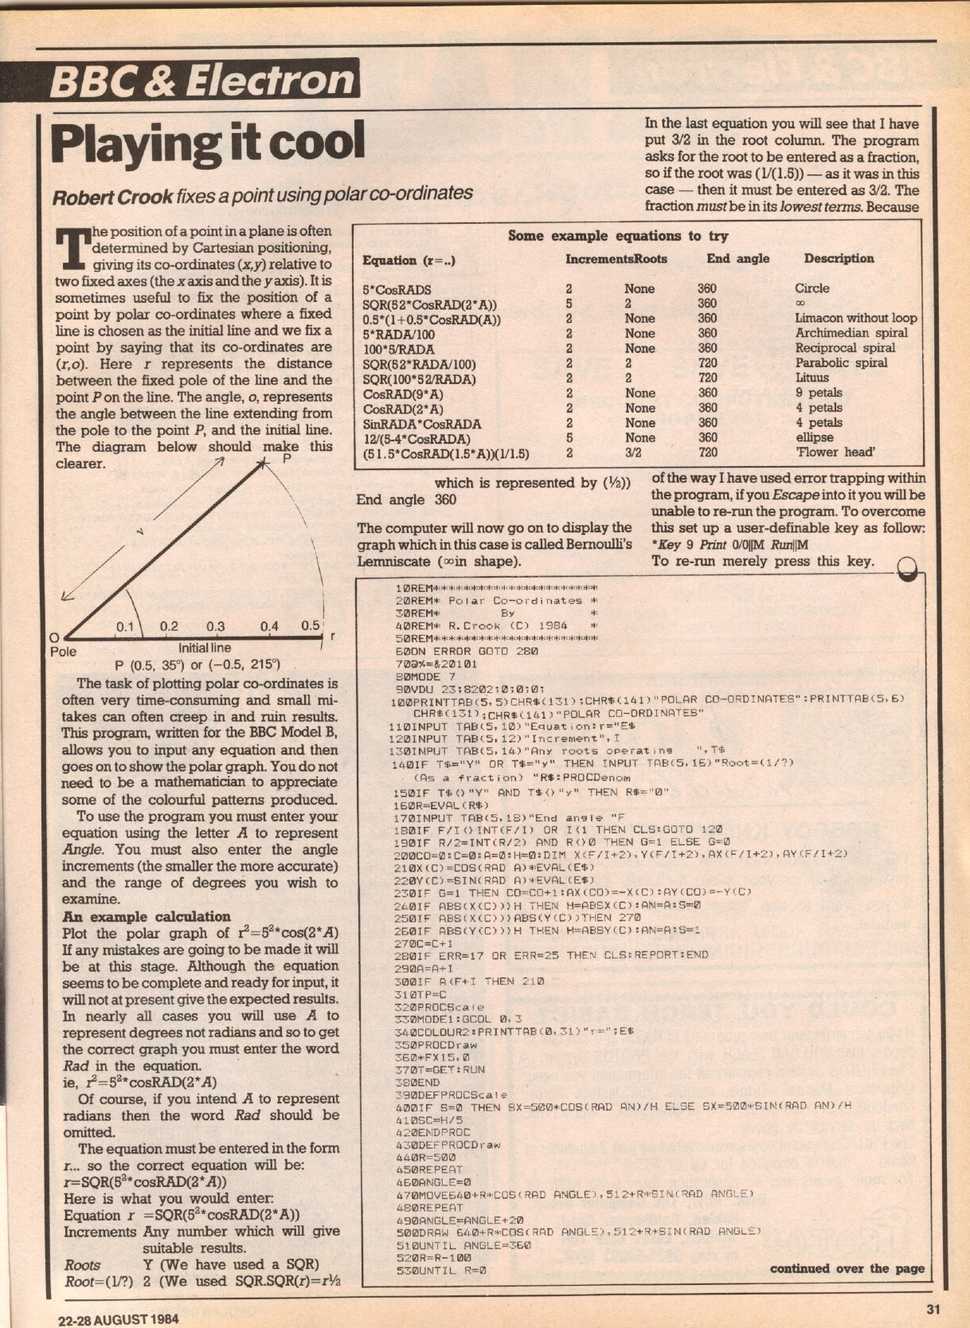 BBC & Electron
Playing it cool
Robert Crook fixes a point using polar co-ordinates
The position of a point in a plane is often
determined by Cartesian positioning,
giving its co-ordinates (x,y) relative to
two fixed axes (the x axis and the y axis). It is
sometimes useful to fix the position of a
point by polar co-ordinates where a fixed
line is chosen as the initial line and we fix a
point by saying that its co-ordinates are
(r,o). Here r represents the distance
between the fixed pole of the line and the
point P on the line. The angle, o, represents
the angle between the line extending from
the pole to the point P, and the initial line.
The diagram below should make this
clearer.
P
r
O 0.1 0.2 0.3 0.4 0.5 r
Pole Initial line
P (0.5, 35°) or (−0.5, 215°)
The task of plotting polar co-ordinates is
often very time-consuming and small mi-
takes can often creep in and ruin results.
This program, written for the BBC Model B,
allows you to input any equation and then
goes on to show the polar graph. You do not
need to be a mathematician to appreciate
some of the colourful patterns produced.
To use the program you must enter your
equation using the letter A to represent
Angle. You must also enter the angle
increments (the smaller the more accurate)
and the range of degrees you wish to
examine.
An example calculation
Plot the polar graph of r²=5²*cos(2*A)
If any mistakes are going to be made it will
be at this stage. Although the equation
seems to be complete and ready for input, it
will not at present give the expected results.
In nearly all cases you will use A to
represent degrees not radians and so to get
the correct graph you must enter the word
Rad in the equation.
ie, r²=5²*cosRAD(2*A)
Of course, if you intend A to represent
radians then the word Rad should be
omitted.
The equation must be entered in the form
r... so the correct equation will be:
r=SQR(5²*cosRAD(2*A))
Here is what you would enter:
Equation r =SQR(5²*cosRAD(2*A))
Increments Any number which will give
suitable results.
Roots Y (We have used a SQR)
Root=(1/?) 2 (We used SQR.SQR(r)=r½
which is represented by (½))
End angle 360
The computer will now go on to display the
graph which in this case is called Bernoulli's
Lemniscate (∞in shape).
In the last equation you will see that I have
put 3/2 in the root column. The program
asks for the root to be entered as a fraction,
so if the root was (1/(1.5)) — as it was in this
case — then it must be entered as 3/2. The
fraction must be in its lowest terms. Because
of the way I have used error trapping within
the program, if you Escape into it you will be
unable to re-run the program. To overcome
this set up a user-definable key as follow:
*Key 9 Print 0/0||M Run||M
To re-run merely press this key.
Some example equations to try
Equation (r=..) IncrementsRoots End angle Description
5*CosRADS 2 None 360 Circle
SQR(52*CosRAD(2*A)) 5 2 360 ∞
0.5*(1+0.5*CosRAD(A)) 2 None 360 Limacon without loop
5*RADA/100 2 None 360 Archimedian spiral
100*5/RADA 2 None 360 Reciprocal spiral
SQR(52*RADA/100) 2 2 720 Parabolic spiral
SQR(100*52/RADA) 2 2 720 Lituus
CosRAD(9*A) 2 None 360 9 petals
CosRAD(2*A) 2 None 360 4 petals
SinRADA*CosRADA 2 None 360 4 petals
12/(5-4*CosRADA) 5 None 360 ellipse
(51.5*CosRAD(1.5*A))(1/1.5) 2 3/2 720 'Flower head'
10REM**************************
20REM* Polar Co-ordinates *
30REM* By *
40REM* R.Crook (C) 1984 *
50REM**************************
60ON ERROR GOTO 280
70@%=&20101
80MODE 7
90VDU 23;8202;0;0;0;
100PRINTTAB(5,5)CHR$(131);CHR$(141)"POLAR CO-ORDINATES":PRINTTAB(5,6)
CHR$(131);CHR$(141)"POLAR CO-ORDINATES"
110INPUT TAB(5,10)"Equation:r="E$
120INPUT TAB(5,12)"Increment",I
130INPUT TAB(5,14)"Any roots operating ",T$
140IF T$="Y" OR T$="y" THEN INPUT TAB(5,16)"Root=(1/?)
(As a fraction) "R$:PROCDenom
150IF T$<>"Y" AND T$<>"y" THEN R$="0"
160R=EVAL(R$)
170INPUT TAB(5,18)"End angle "F
180IF F/I<>INT(F/I) OR I<1 THEN CLS:GOTO 120
190IF R/2=INT(R/2) AND R<>0 THEN G=1 ELSE G=0
200CO=0:C=0:A=0:H=0:DIM X(F/I+2),Y(F/I+2),AX(F/I+2),AY(F/I+2)
210X(C)=COS(RAD A)*EVAL(E$)
220Y(C)=SIN(RAD A)*EVAL(E$)
230IF G=1 THEN CO=CO+1:AX(CO)=-X(C):AY(CO)=-Y(C)
240IF ABS(X(C))>H THEN H=ABSX(C):AN=A:S=0
250IF ABS(X(C))>ABS(Y(C))THEN 270
260IF ABS(Y(C))>H THEN H=ABSY(C):AN=A:S=1
270C=C+1
280IF ERR=17 OR ERR=25 THEN CLS:REPORT:END
290A=A+I
300IF A<F+I THEN 210
310TP=C
320PROCScale
330MODE1:GCOL 0,3
340COLOUR2:PRINTTAB(0,31)"r=";E$
350PROCDraw
360*FX15,0
370T=GET:RUN
380END
390DEFPROCScale
400IF S=0 THEN SX=500*COS(RAD AN)/H ELSE SX=500*SIN(RAD AN)/H
410SC=H/5
420ENDPROC
430DEFPROCDraw
440R=500
450REPEAT
460ANGLE=0
470MOVE640+R*COS(RAD ANGLE),512+R*SIN(RAD ANGLE)
480REPEAT
490ANGLE=ANGLE+20
500DRAW 640+R*COS(RAD ANGLE),512+R*SIN(RAD ANGLE)
510UNTIL ANGLE=360
520R=R-100
530UNTIL R=0
continued over the page
22-28 AUGUST 1984
31